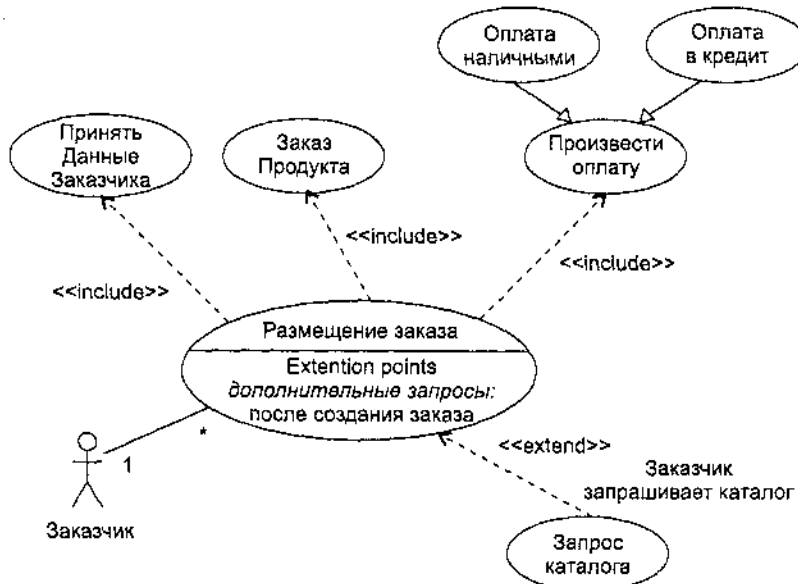 Оплата
наличными
Оплата
в кредит
Принять
Данные
Заказчика
Заказ
Продукта
Произвести
оплату
<<include>>
<<include>>
<<include>>
Размещение заказа
Extention points
дополнительные запросы:
после создания заказа
*
1
Заказчик
<<extend>>
Заказчик
запрашивает каталог
Запрос
каталога